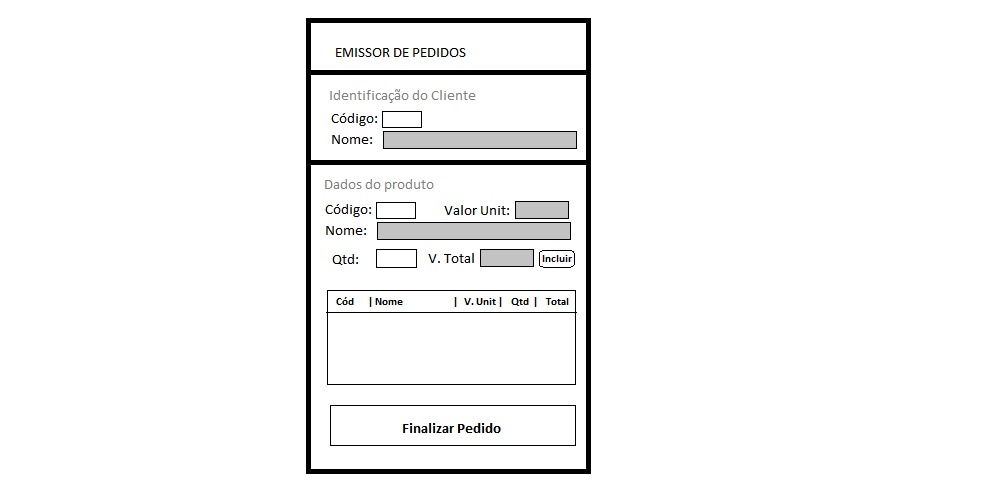 EMISSOR DE PEDIDOS
Identificação do Cliente
Código:
Nome:
Dados do produto
Código: Valor Unit:
Nome:
Qtd: V. Total Incluir
Cód | Nome | V. Unit | Qtd | Total
Finalizar Pedido